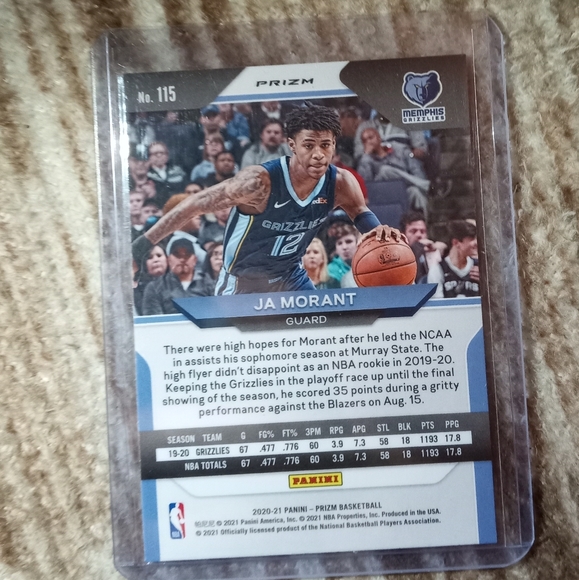 No. 115
PRIZM
MEMPHIS
GRIZZLIES
FedEx
GRIZZLIES
12
JA MORANT
GUARD
There were high hopes for Morant after he led the NCAA
in assists his sophomore season at Murray State. The
high flyer didn't disappoint as an NBA rookie in 2019-20.
Keeping the Grizzlies in the playoff race up until the final
showing of the season, he scored 35 points during a gritty
performance against the Blazers on Aug. 15.
SEASON TEAM G FG% FT% 3PM RPG APG STL BLK PTS PPG
19-20 GRIZZLIES 67 .477 .776 60 3.9 7.3 58 18 1193 17.8
NBA TOTALS 67 .477 .776 60 3.9 7.3 58 18 1193 17.8
PANINI
2020-21 PANINI – PRIZM BASKETBALL
© 2021 Panini America, Inc. © 2021 NBA Properties, Inc. Produced in the USA.
© 2021 Officially licensed product of the National Basketball Players Association.